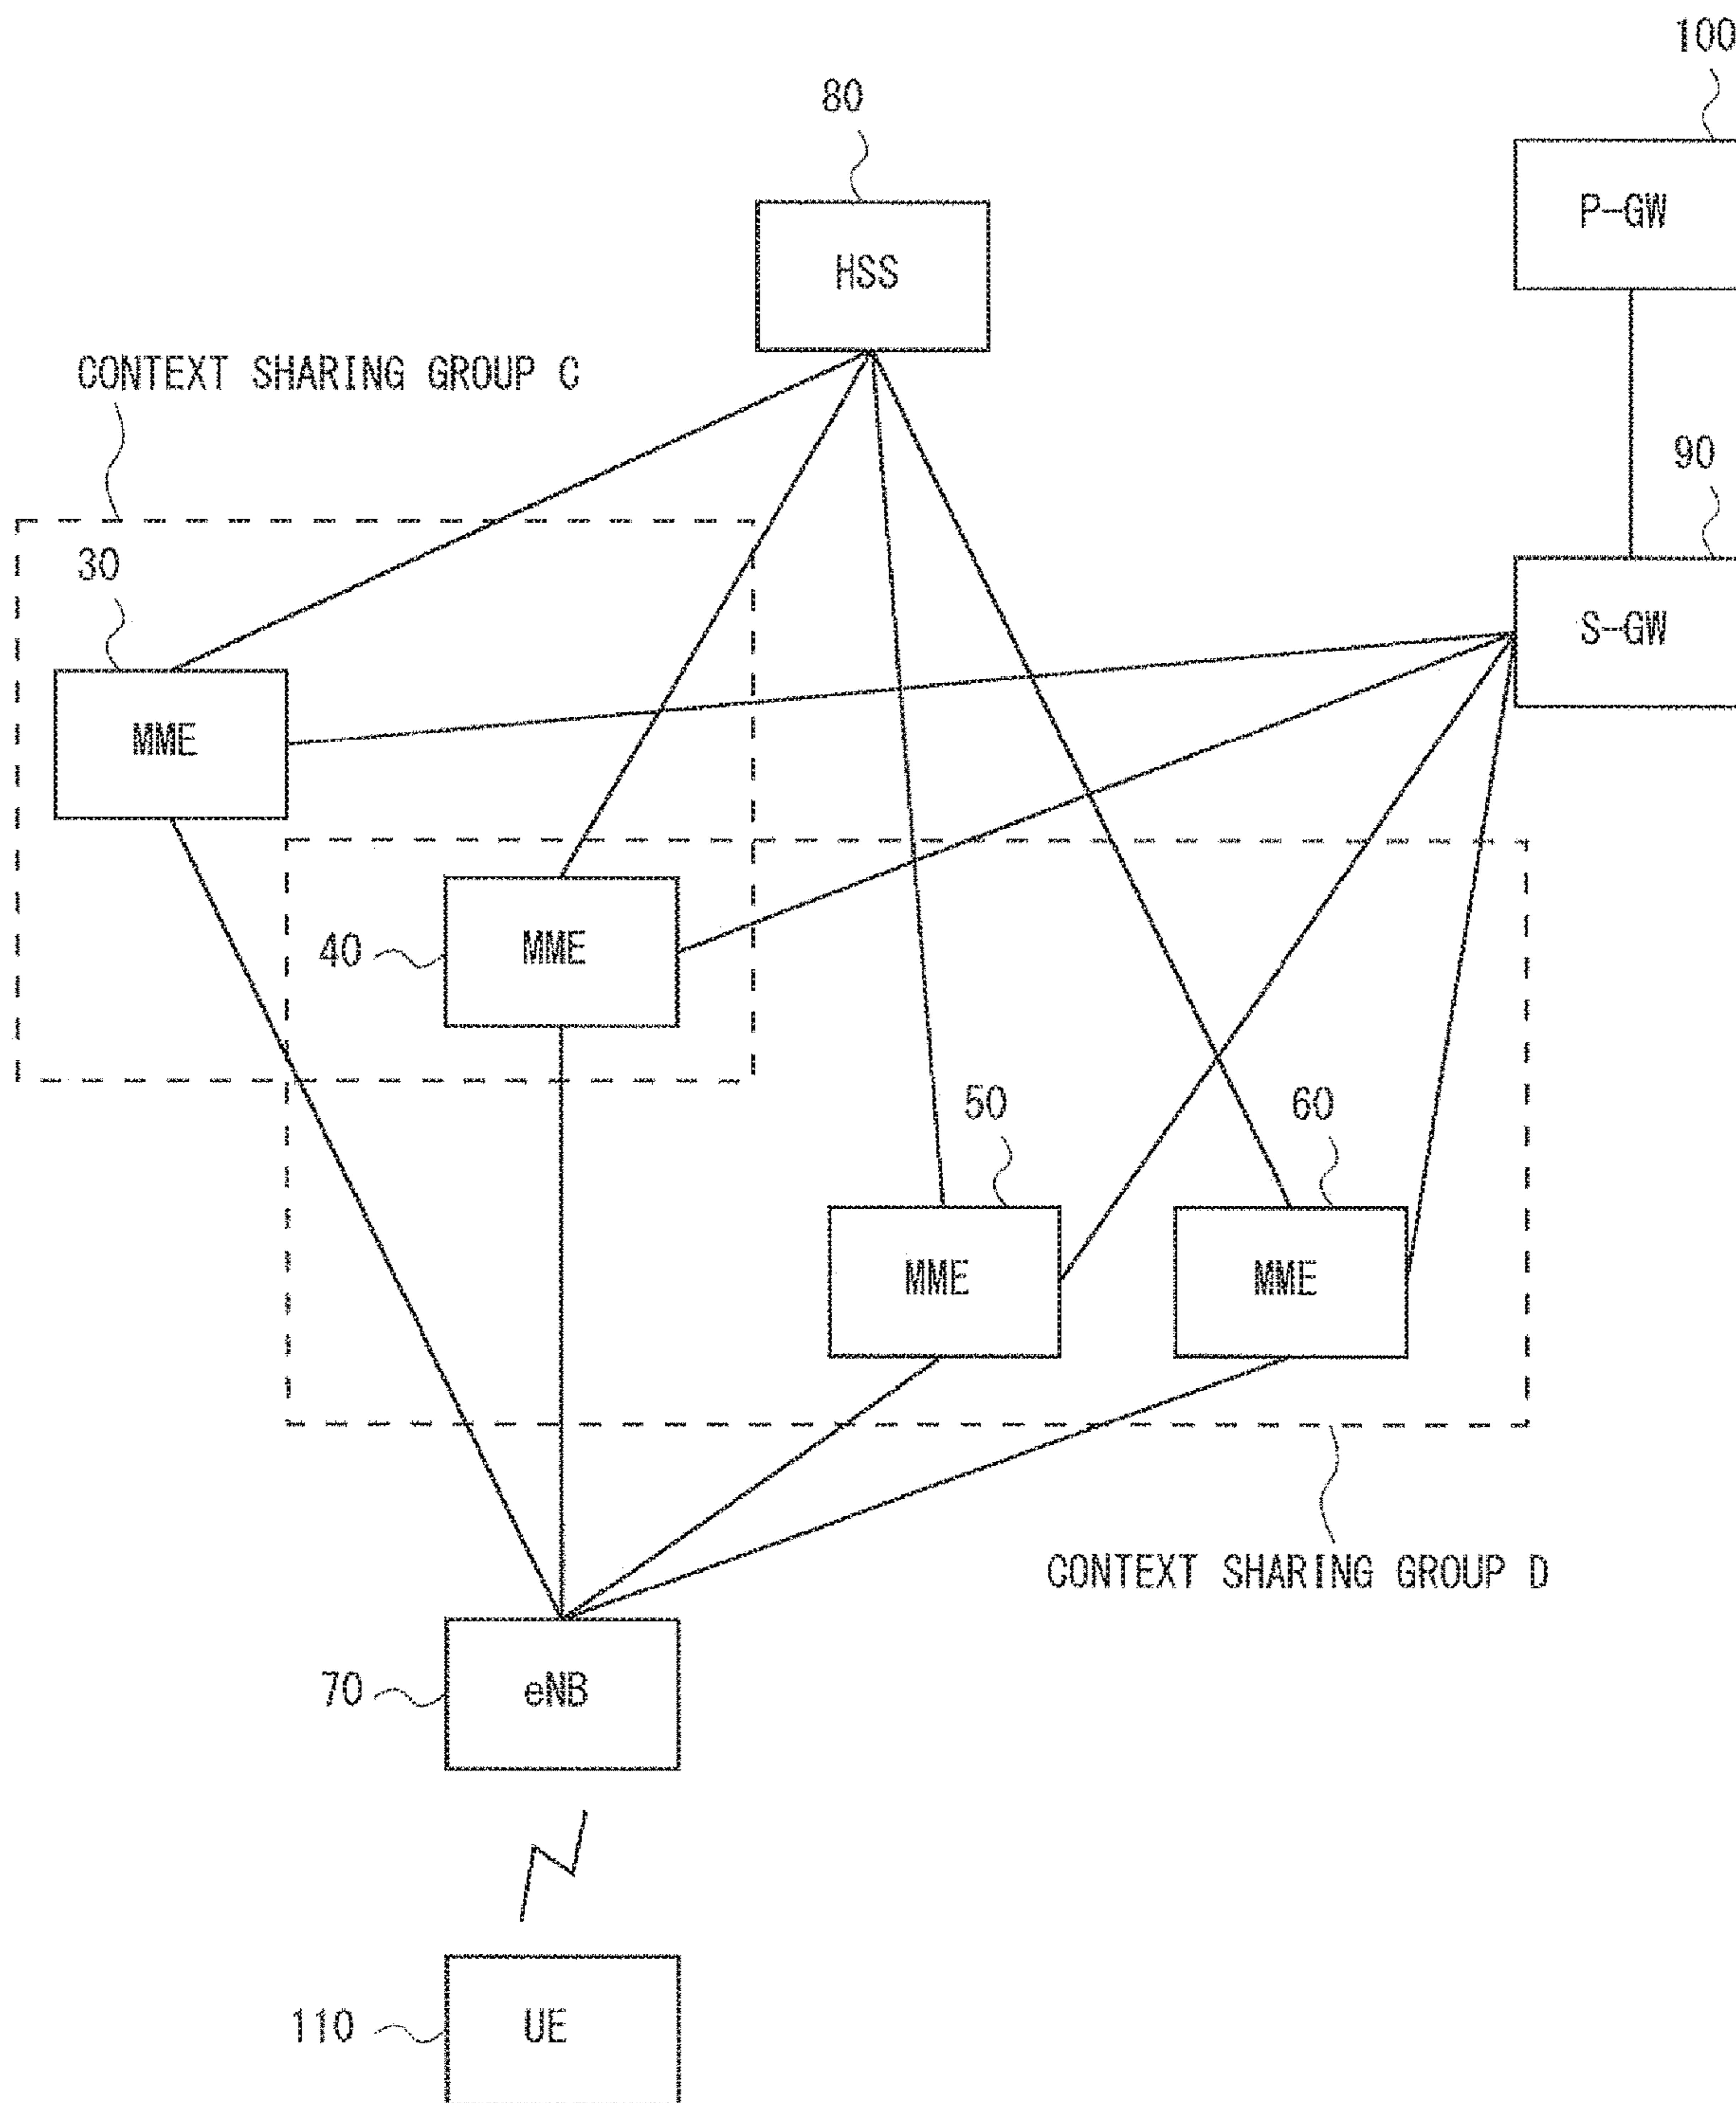 100
80
P-GW
HSS
CONTEXT SHARING GROUP C
90
30
S-GW
MME
40
MME
50
60
MME
MME
CONTEXT SHARING GROUP D
70
eNB
110
UE